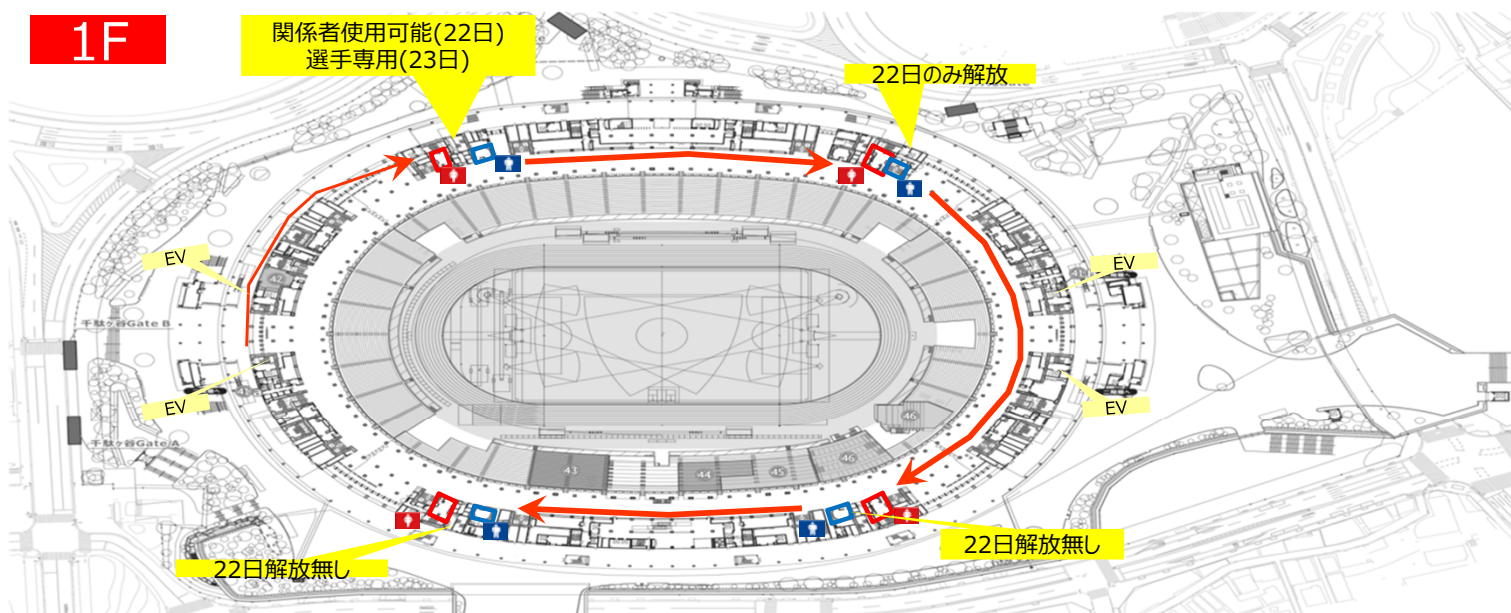 1F
関係者使用可能(22日)
選手専用(23日)
22日のみ解放
EV
EV
42
千駄ヶ谷Gate B
EV
EV
千駄ヶ谷Gate A
46
46
45
44
43
22日解放無し
22日解放無し